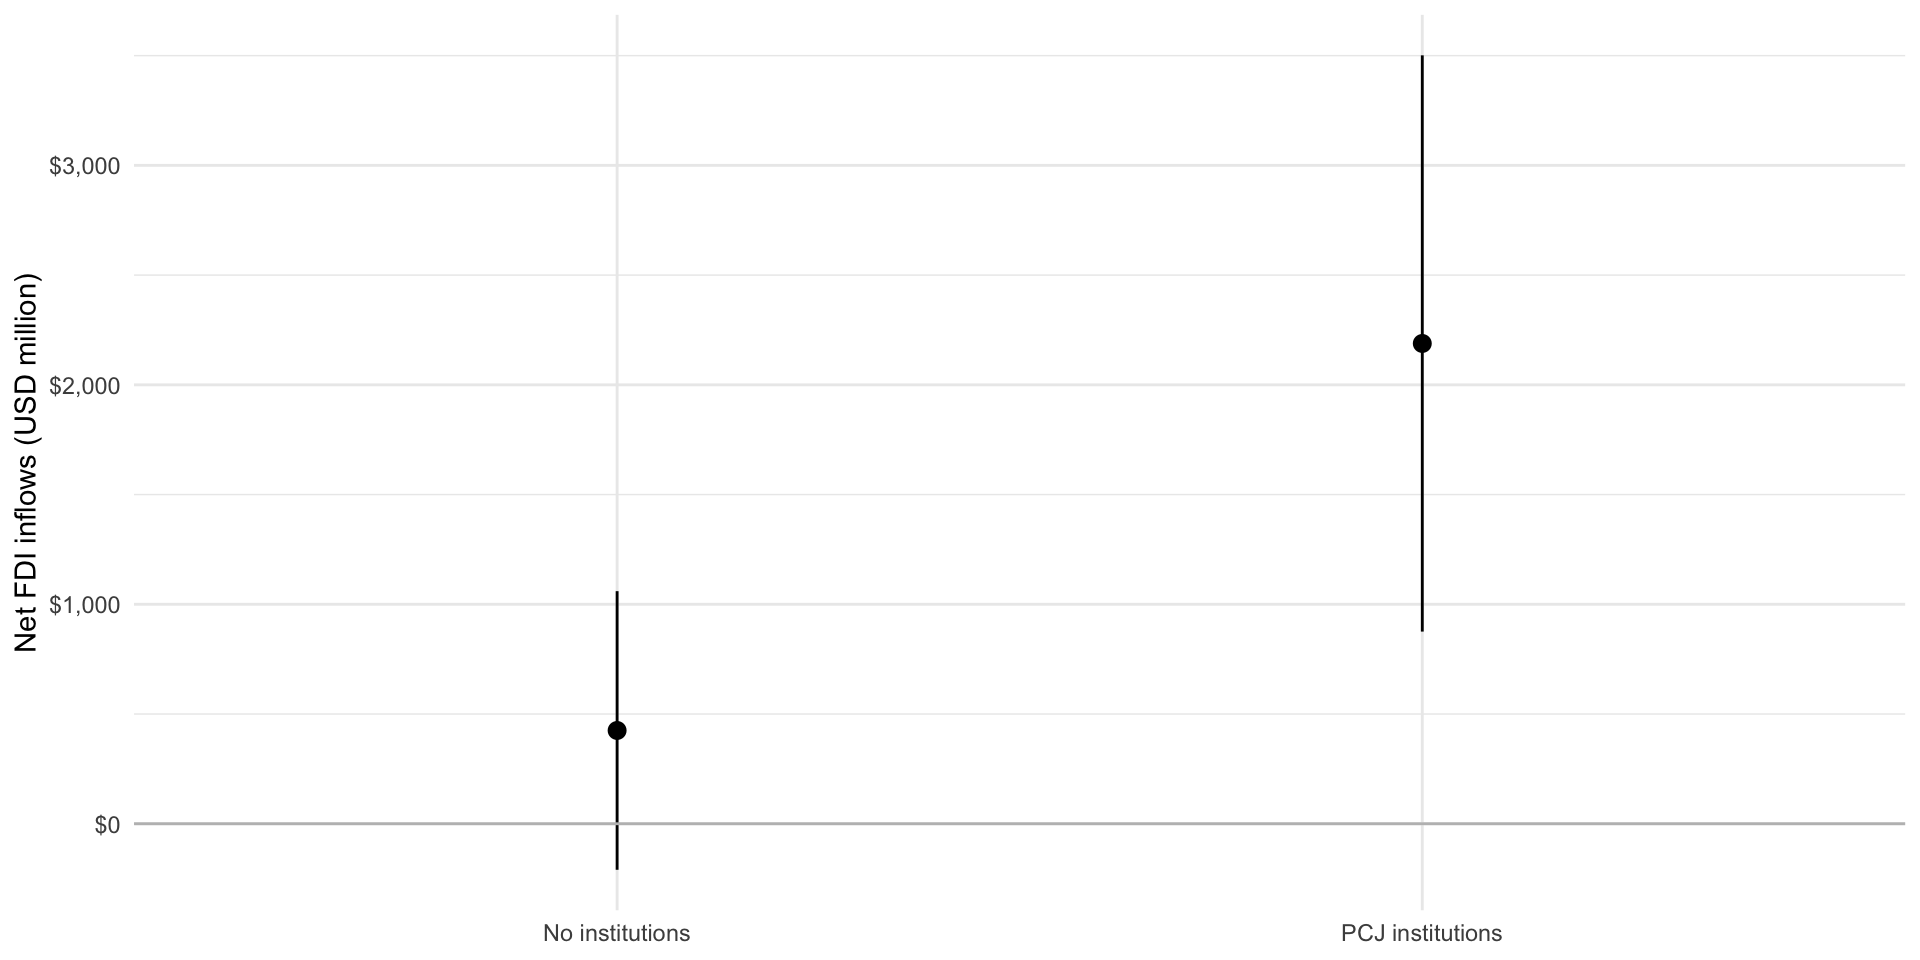 Net FDI inflows (USD million)
$3,000
$2,000
$1,000
$0
No institutions
PCJ institutions